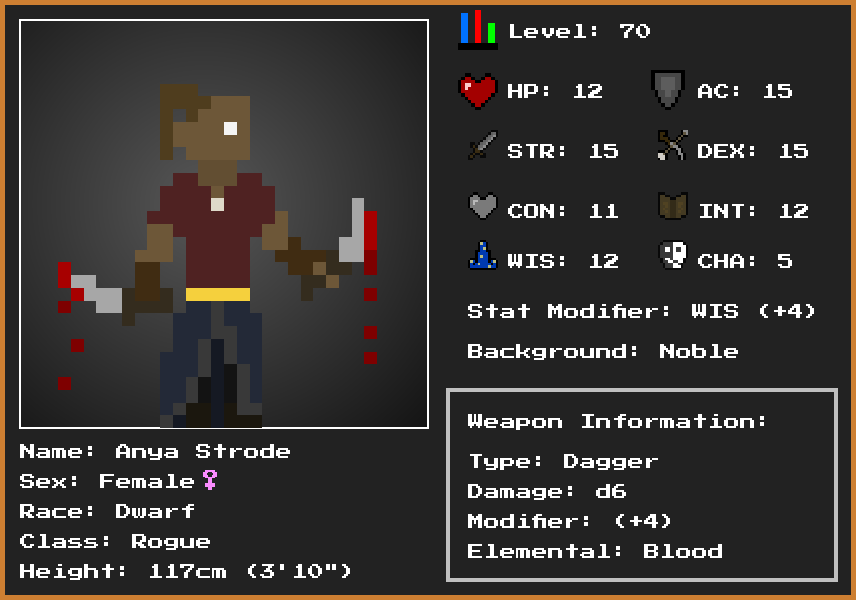 Level: 70
HP: 12 AC: 15
STR: 15 DEX: 15
CON: 11 INT: 12
WIS: 12 CHA: 5
Stat Modifier: WIS (+4)
Background: Noble
Weapon Information:
Type: Dagger
Damage: d6
Modifier: (+4)
Elemental: Blood
Name: Anya Strode
Sex: Female♀
Race: Dwarf
Class: Rogue
Height: 117cm (3'10")